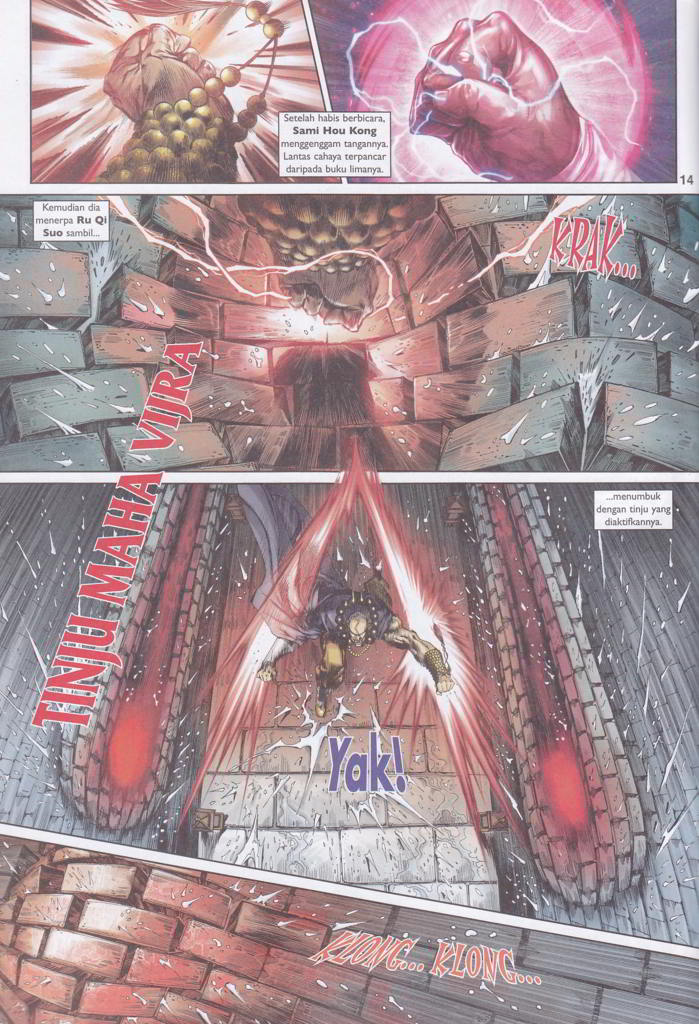 Setelah habis berbicara,
Sami Hou Kong
menggenggam tangannya.
Lantas cahaya terpancar
daripada buku limanya.
14
Kemudian dia
menerpa Ru Qi
Suo sambil...
KRAK...
TINJU MAHA VIJRA
...menumbuk
dengan tinju yang
diaktifkannya.
Yak!
KLONG... KLONG...